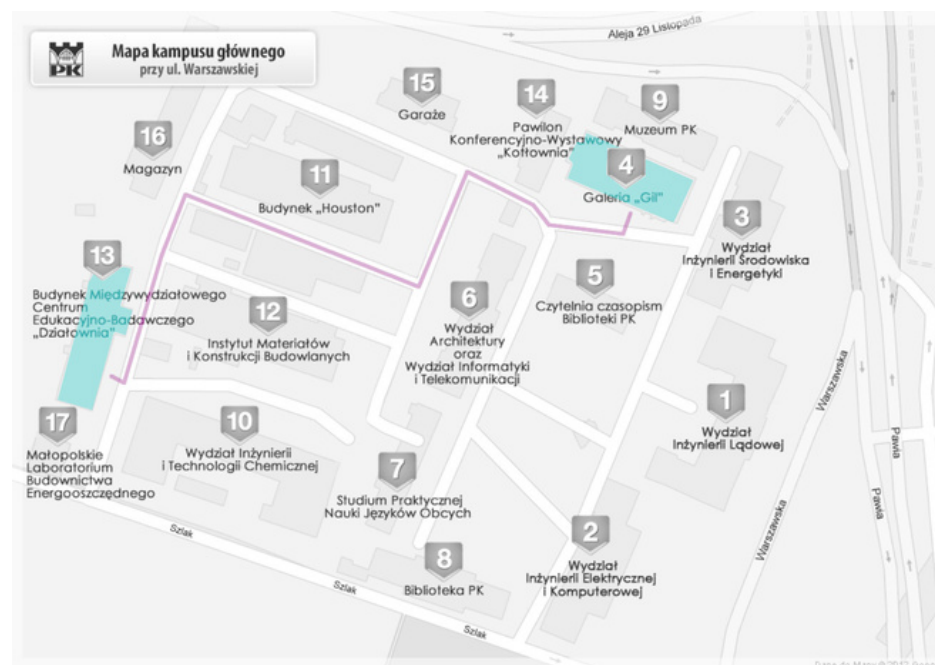 PK
Mapa kampusu głównego
przy ul. Warszawskiej
Aleja 29 Listopada
15
Garaże
14
Pawilon
Konferencyjno-Wystawowy
„Kotłownia"
9
Muzeum PK
16
Magazyn
11
Budynek „Houston"
4
Galeria „Gil"
3
Wydział
Inżynierii Środowiska
i Energetyki
13
Budynek Międzywydziałowego
Centrum
Edukacyjno-Badawczego
„Działownia"
12
Instytut Materiałów
i Konstrukcji Budowlanych
6
Wydział
Architektury
oraz
Wydział Informatyki
i Telekomunikacji
5
Czytelnia czasopism
Biblioteki PK
1
Wydział
Inżynierii Lądowej
Warszawska
Pawia
17
Małopolskie
Laboratorium
Budownictwa
Energooszczędnego
10
Wydział Inżynierii
i Technologii Chemicznej
7
Studium Praktycznej
Nauki Języków Obcych
Pawia
Warszawska
Szlak
2
Wydział
Inżynierii Elektrycznej
i Komputerowej
8
Biblioteka PK
Szlak
Szlak